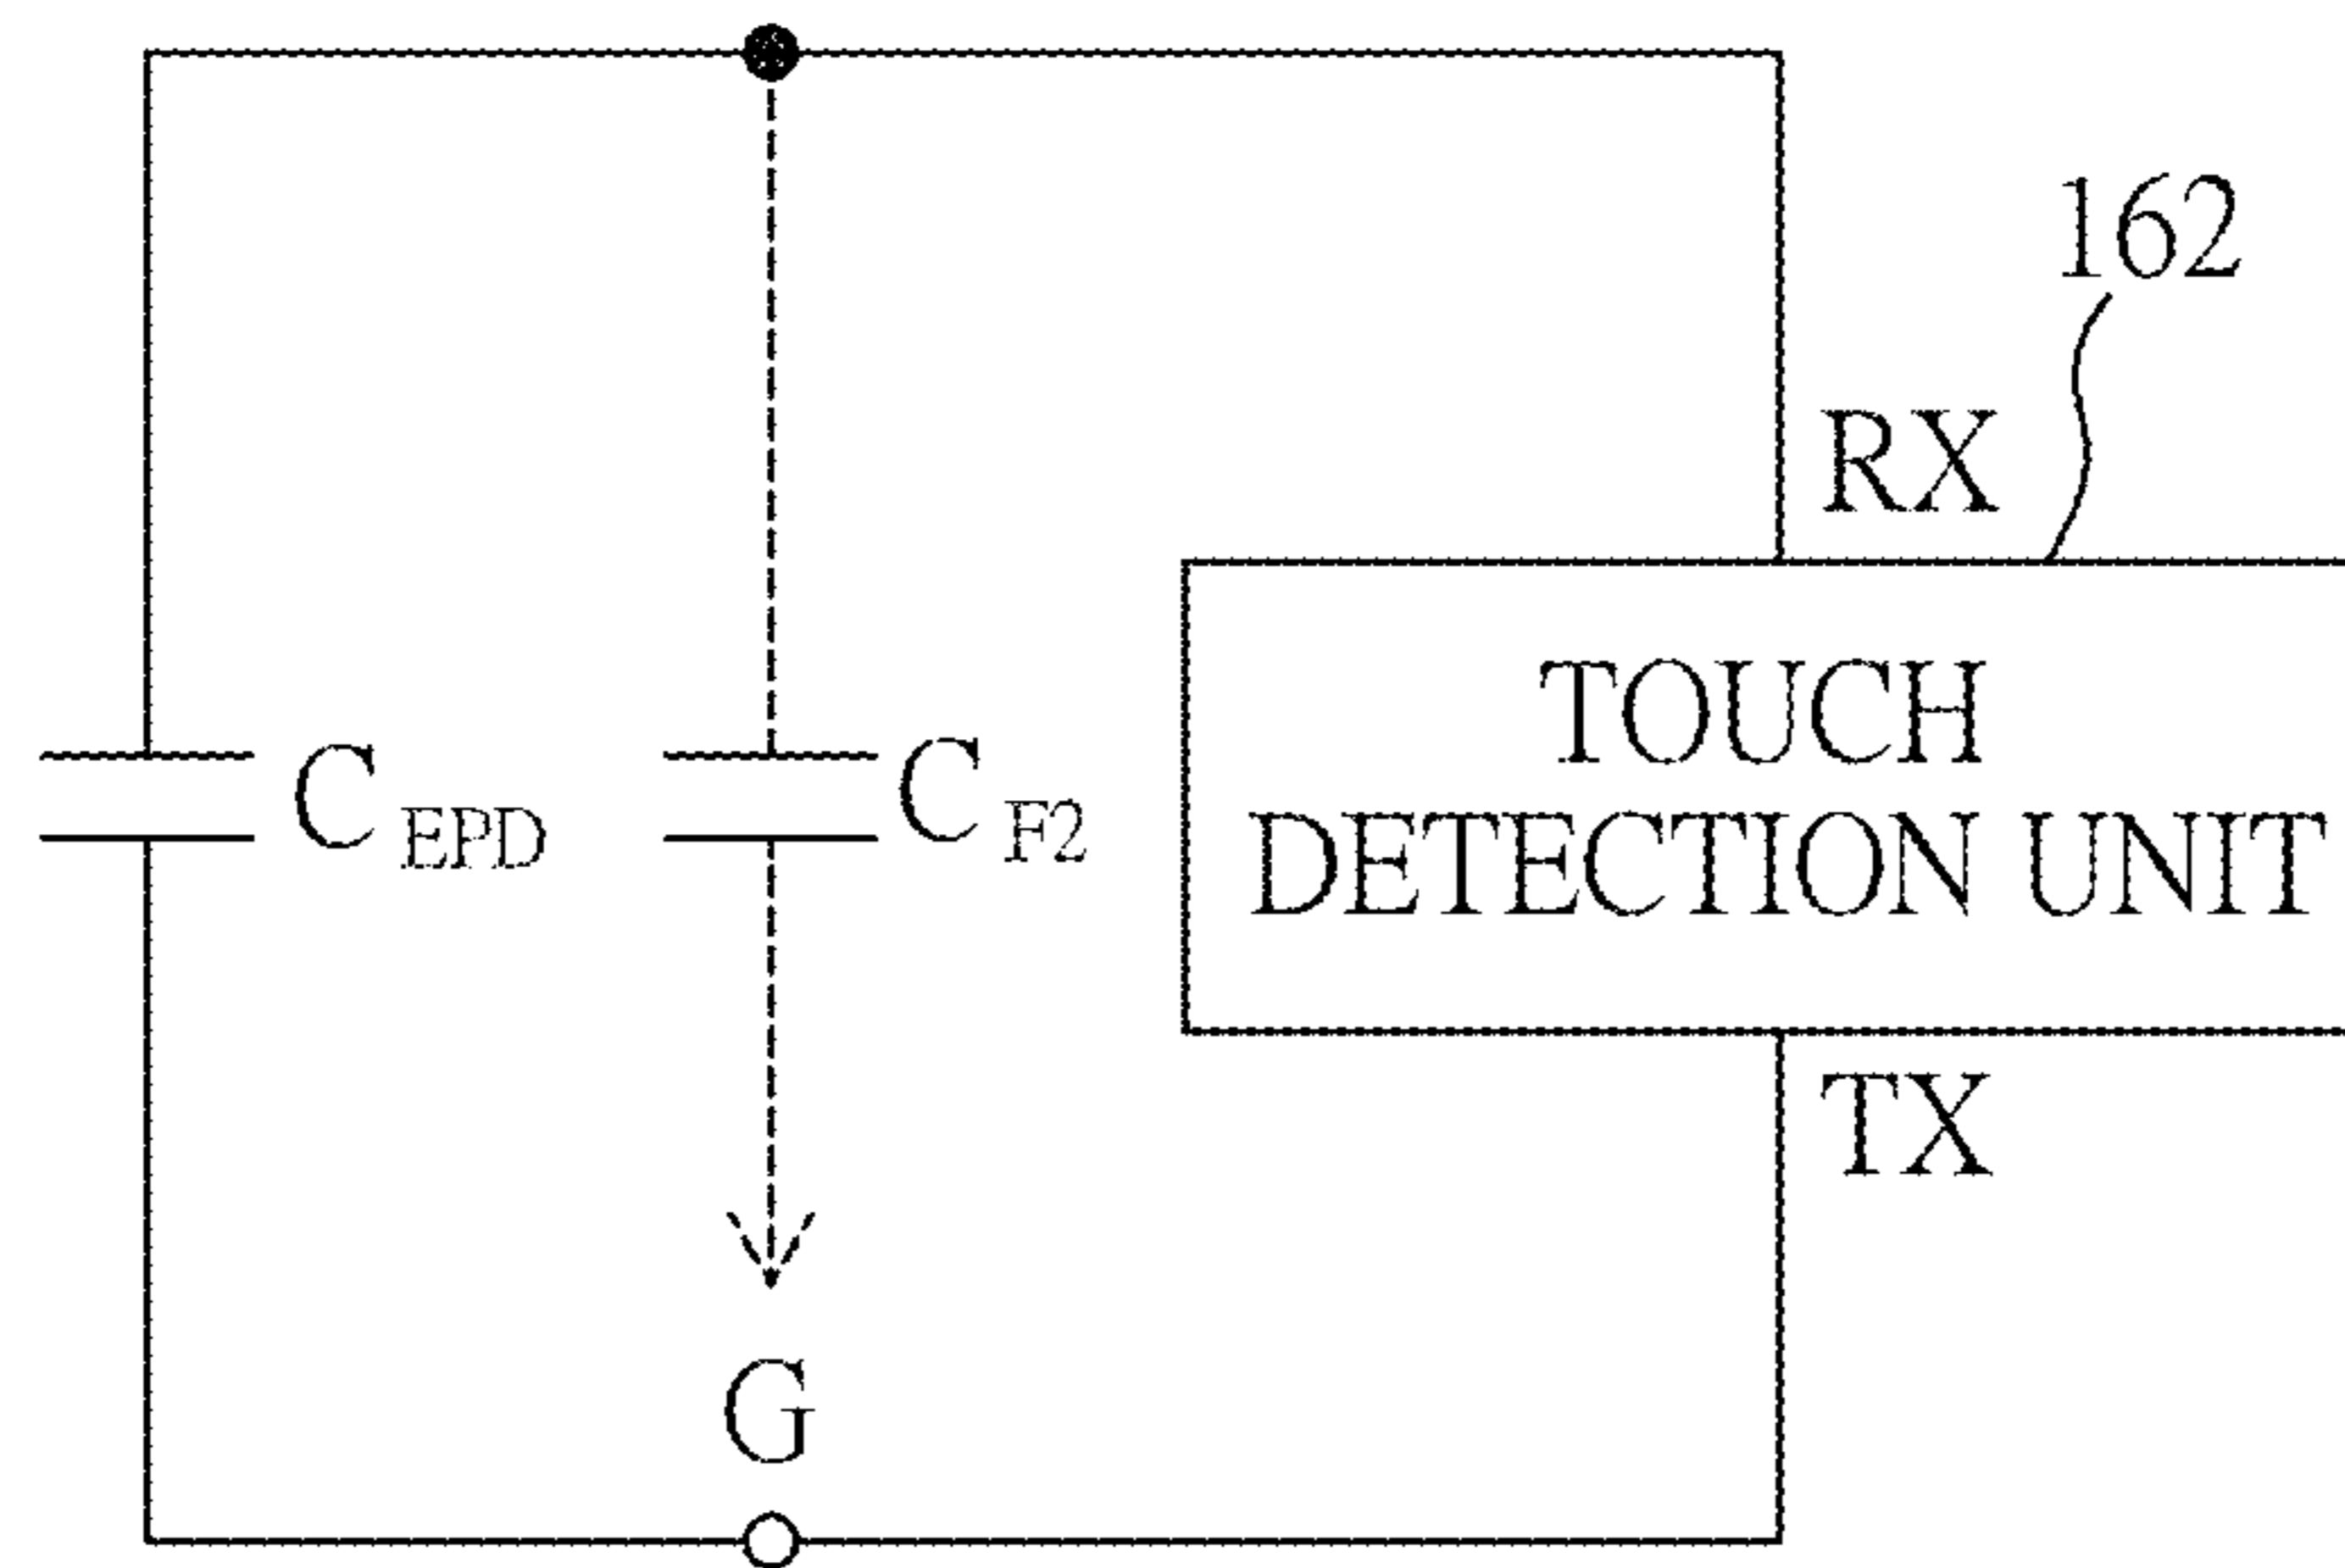 162
RX
C EPD
C F2
TOUCH
DETECTION UNIT
TX
G